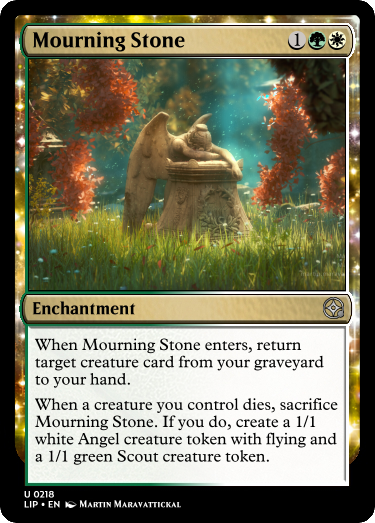 Mourning Stone 1
Enchantment
When Mourning Stone enters, return
target creature card from your graveyard
to your hand.
When a creature you control dies, sacrifice
Mourning Stone. If you do, create a 1/1
white Angel creature token with flying and
a 1/1 green Scout creature token.
U 0218
LIP • EN Martin Maravattickal